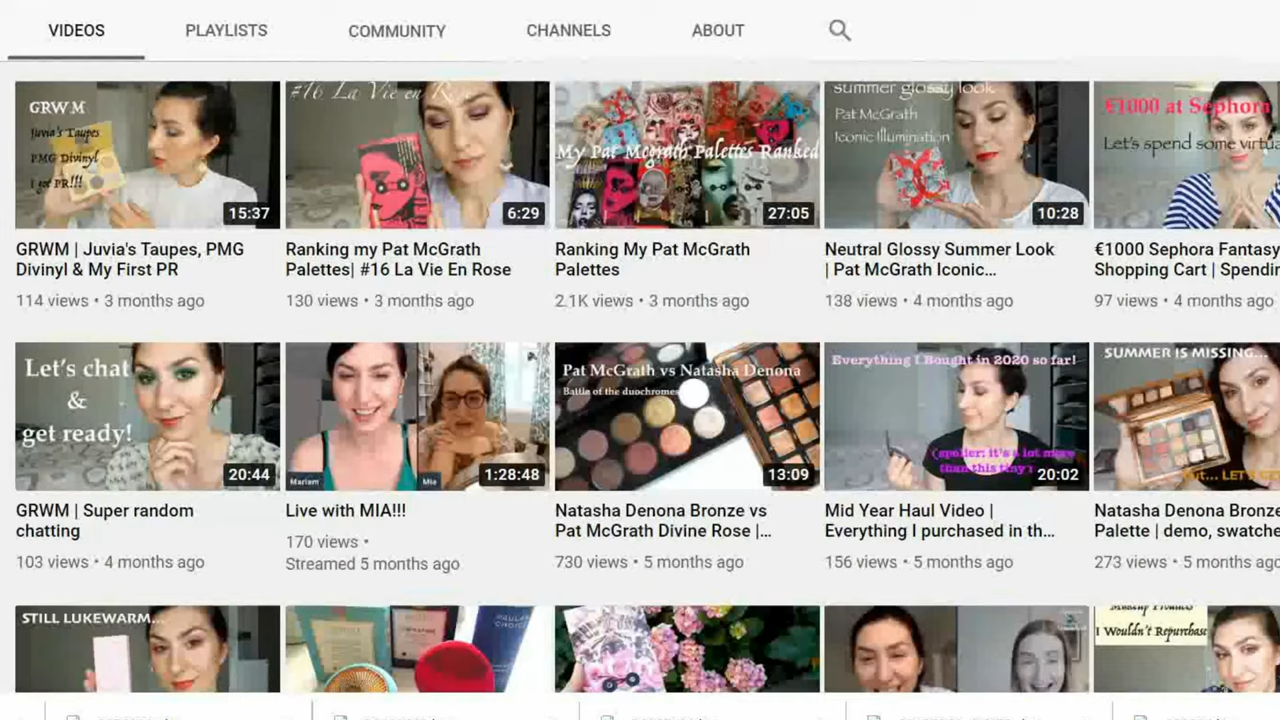 VIDEOS PLAYLISTS COMMUNITY CHANNELS ABOUT
GRWM
Juvia's Taupes
PMG Divinyl
I got PR!!!
15:37
#16 La Vie en Rose
6:29
My Pat Mcgrath Palettes Ranked
27:05
summer glossy look
Pat McGrath
Iconic Illumination
10:28
€1000 at Sephora
Let's spend some virtua
GRWM | Juvia's Taupes, PMG
Divinyl & My First PR
114 views • 3 months ago
Ranking my Pat McGrath
Palettes| #16 La Vie En Rose
130 views • 3 months ago
Ranking My Pat McGrath
Palettes
2.1K views • 3 months ago
Neutral Glossy Summer Look
| Pat McGrath Iconic...
138 views • 4 months ago
€1000 Sephora Fantasy
Shopping Cart | Spendin
97 views • 4 months ago
Let's chat
&
get ready!
20:44
Mariem
Mia
1:28:48
Pat McGrath vs Natasha Denona
Battle of the duochromes
13:09
Everything I Bought in 2020 so far!
(spoiler: it's a lot more
than this tiny
20:02
SUMMER IS MISSING...
GRWM | Super random
chatting
103 views • 4 months ago
Live with MIA!!!
170 views •
Streamed 5 months ago
Natasha Denona Bronze vs
Pat McGrath Divine Rose |...
730 views • 5 months ago
Mid Year Haul Video |
Everything I purchased in th...
156 views • 5 months ago
Natasha Denona Bronze
Palette | demo, swatche
273 views • 5 months ago
STILL LUKEWARM...
Makeup Products
I Wouldn't Repurchase